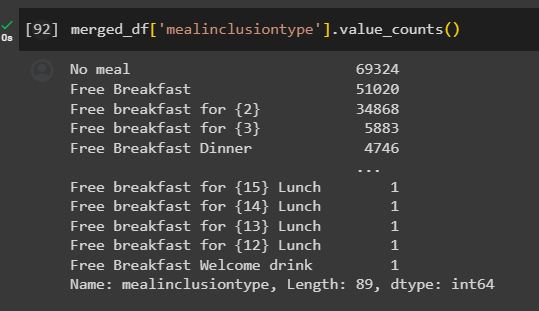 [92] merged_df['mealinclusiontype'].value_counts()
0s
No meal 69324
Free Breakfast 51020
Free breakfast for {2} 34868
Free breakfast for {3} 5883
Free Breakfast Dinner 4746
...
Free breakfast for {15} Lunch 1
Free breakfast for {14} Lunch 1
Free breakfast for {13} Lunch 1
Free breakfast for {12} Lunch 1
Free Breakfast Welcome drink 1
Name: mealinclusiontype, Length: 89, dtype: int64